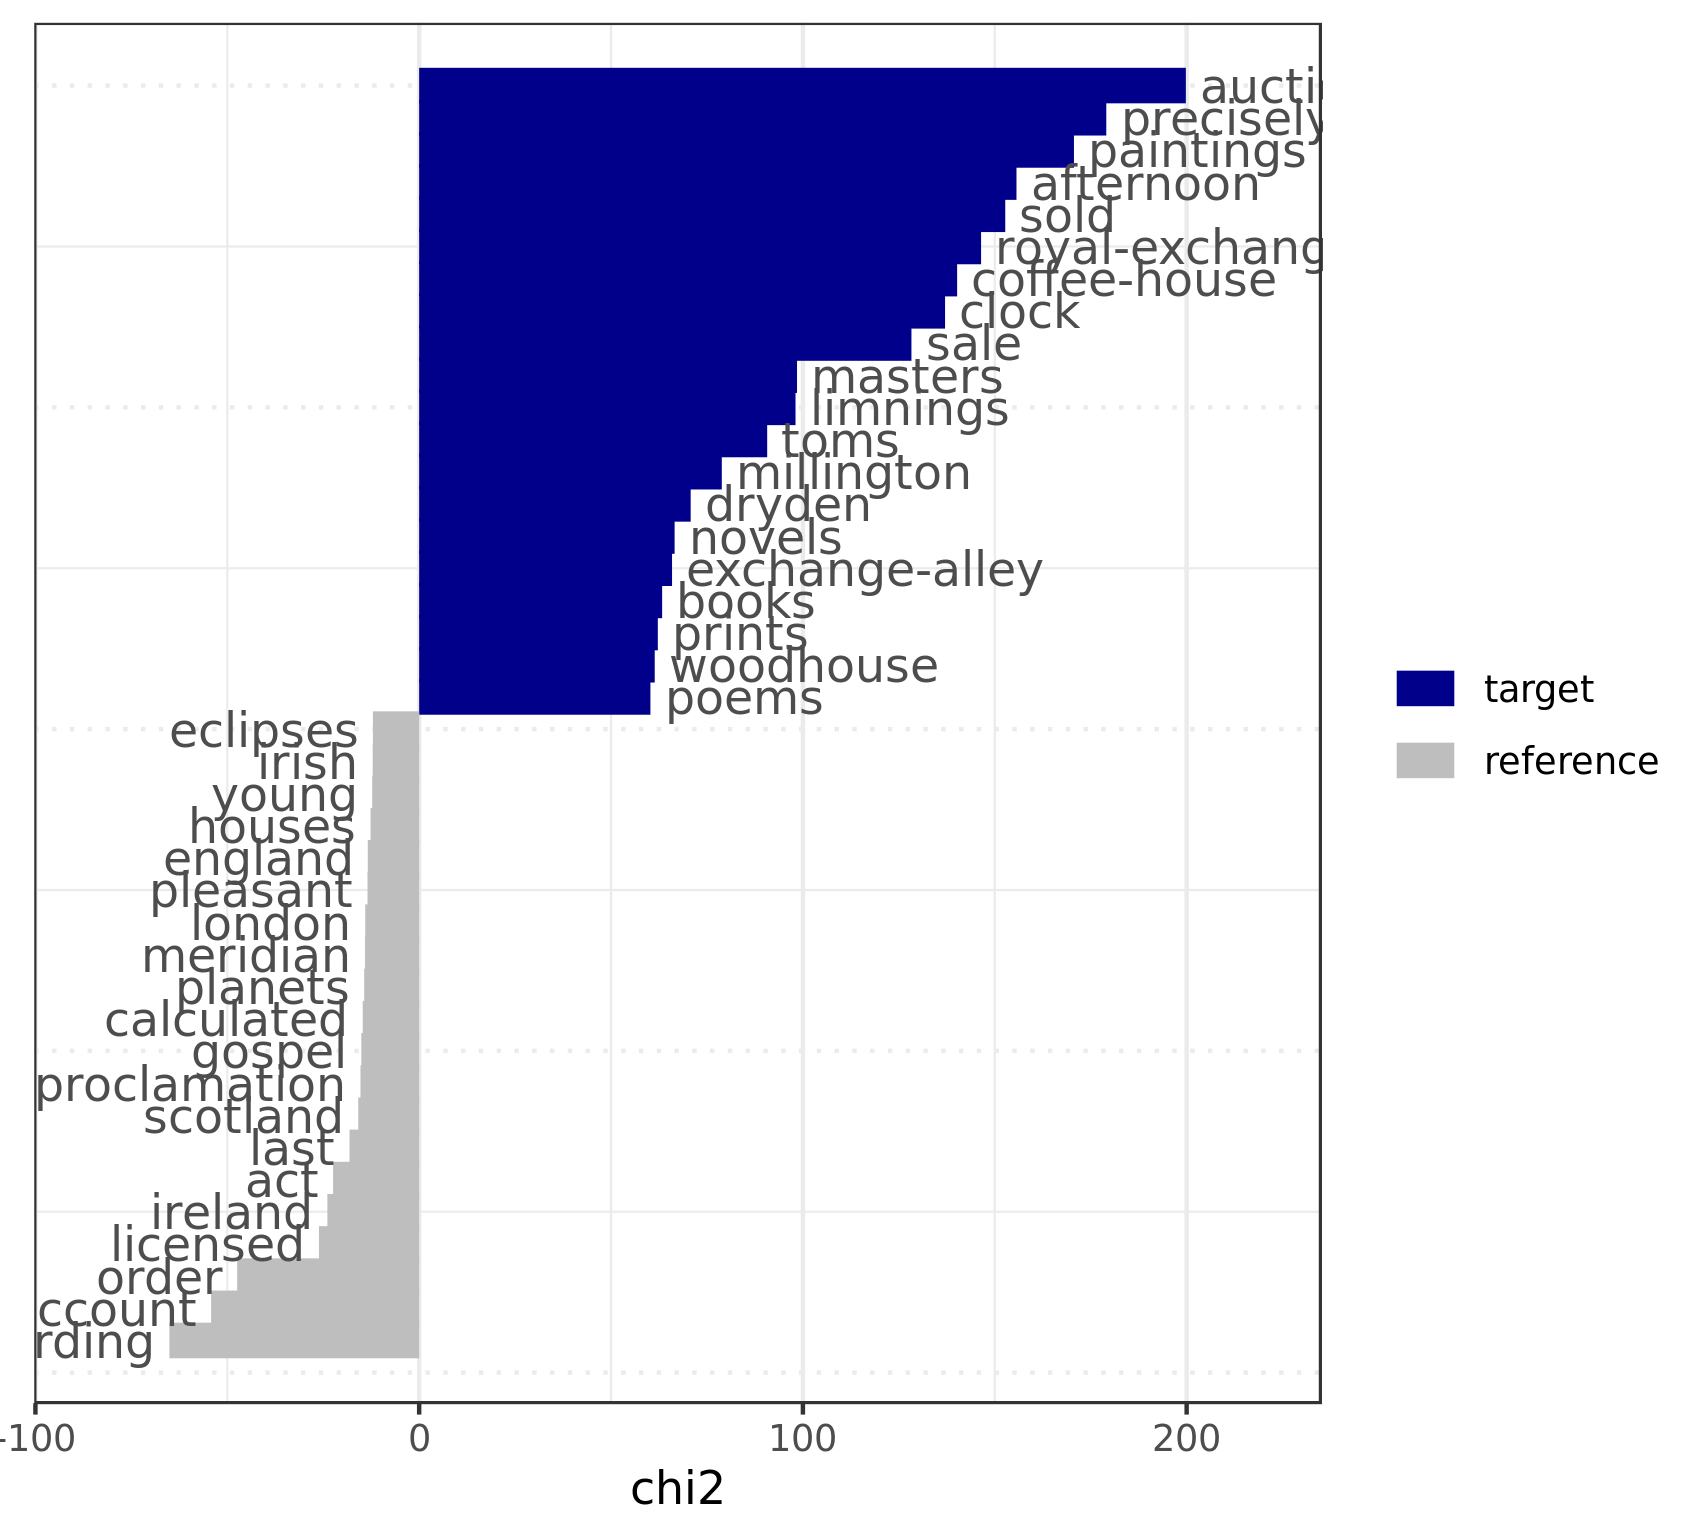 aucti
precisely
paintings
afternoon
sold
royal-exchang
coffee-house
clock
sale
masters
limnings
toms
millington
dryden
novels
exchange-alley
books
prints
woodhouse
poems
eclipses
irish
young
houses
england
pleasant
london
meridian
planets
calculated
gospel
proclamation
scotland
last
act
ireland
licensed
order
ccount
rding
-100 0 100 200
chi2
target
reference